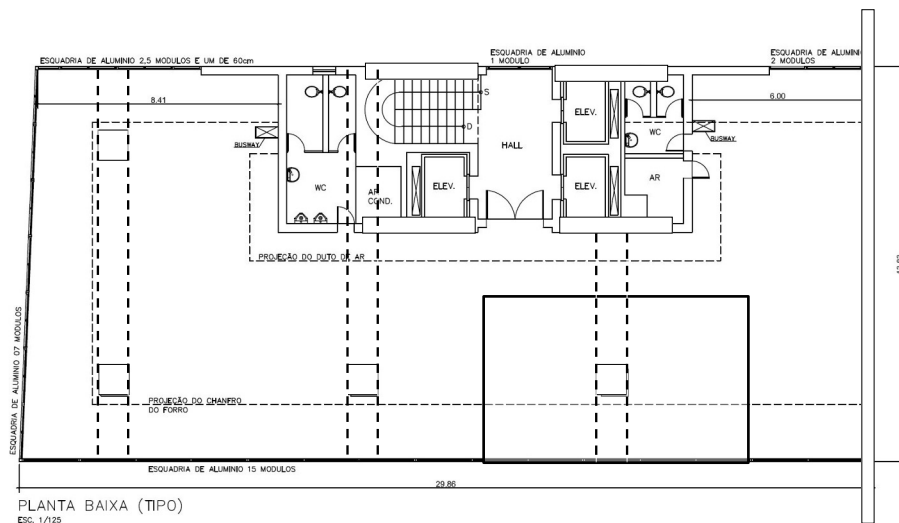 ESQUADRIA DE ALUMINIO 2,5 MODULOS E UM DE 60cm
ESQUADRIA DE ALUMINIO
1 MODULO
ESQUADRIA DE ALUMINI
2 MODULOS
8.41
6.00
S
D
ELEV.
WC
BUSWAY
HALL
BUSWAY
WC
AR
COND.
ELEV.
ELEV.
AR
PROJEÇÃO DO DUTO DE AR
ESQUADRIA DE ALUMINIO 07 MODULOS
PROJEÇÃO DO CHANFRO
DO FORRO
ESQUADRIA DE ALUMINIO 15 MODULOS
29.86
PLANTA BAIXA (TIPO)
ESC. 1/125